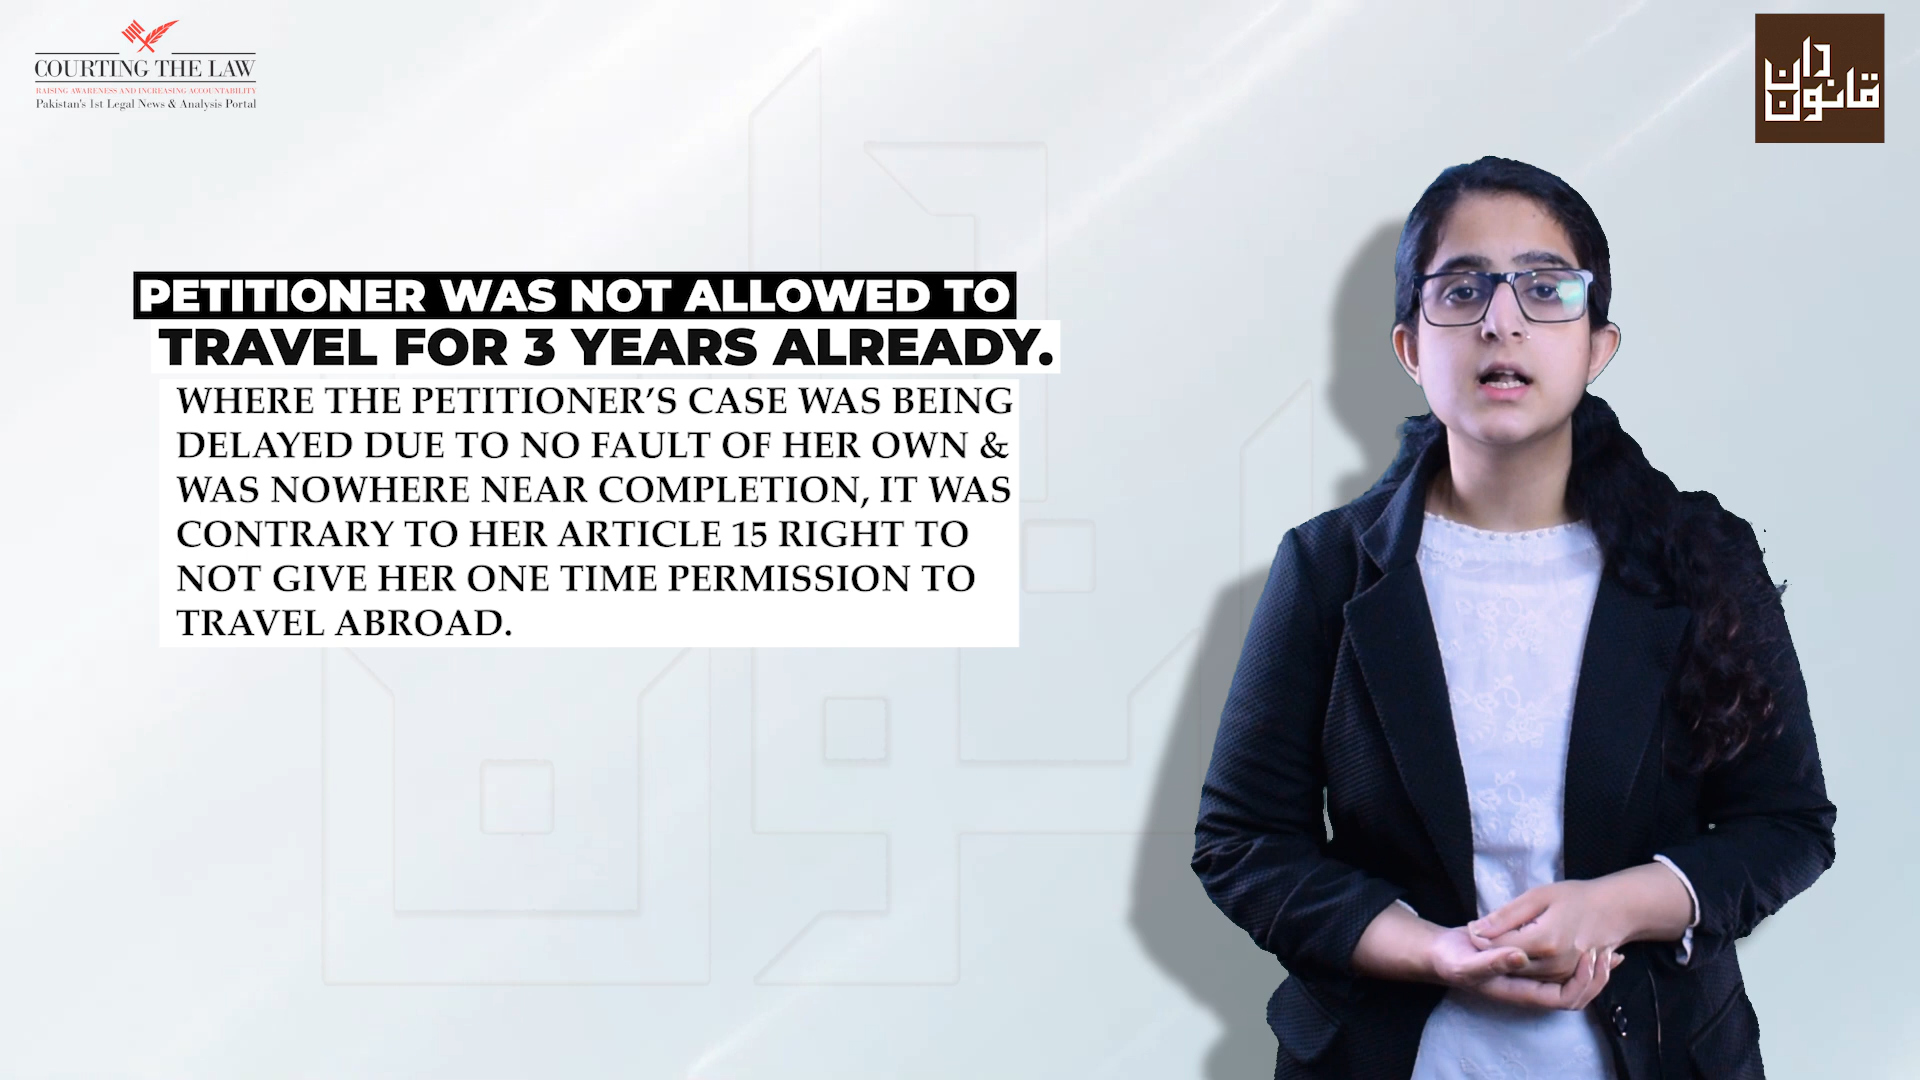 COURTING THE LAW
RAISING AWARENESS AND INCREASING ACCOUNTABILITY
Pakistan's 1st Legal News & Analysis Portal
قانون دان
PETITIONER WAS NOT ALLOWED TO
TRAVEL FOR 3 YEARS ALREADY.
WHERE THE PETITIONER’S CASE WAS BEING
DELAYED DUE TO NO FAULT OF HER OWN &
WAS NOWHERE NEAR COMPLETION, IT WAS
CONTRARY TO HER ARTICLE 15 RIGHT TO
NOT GIVE HER ONE TIME PERMISSION TO
TRAVEL ABROAD.